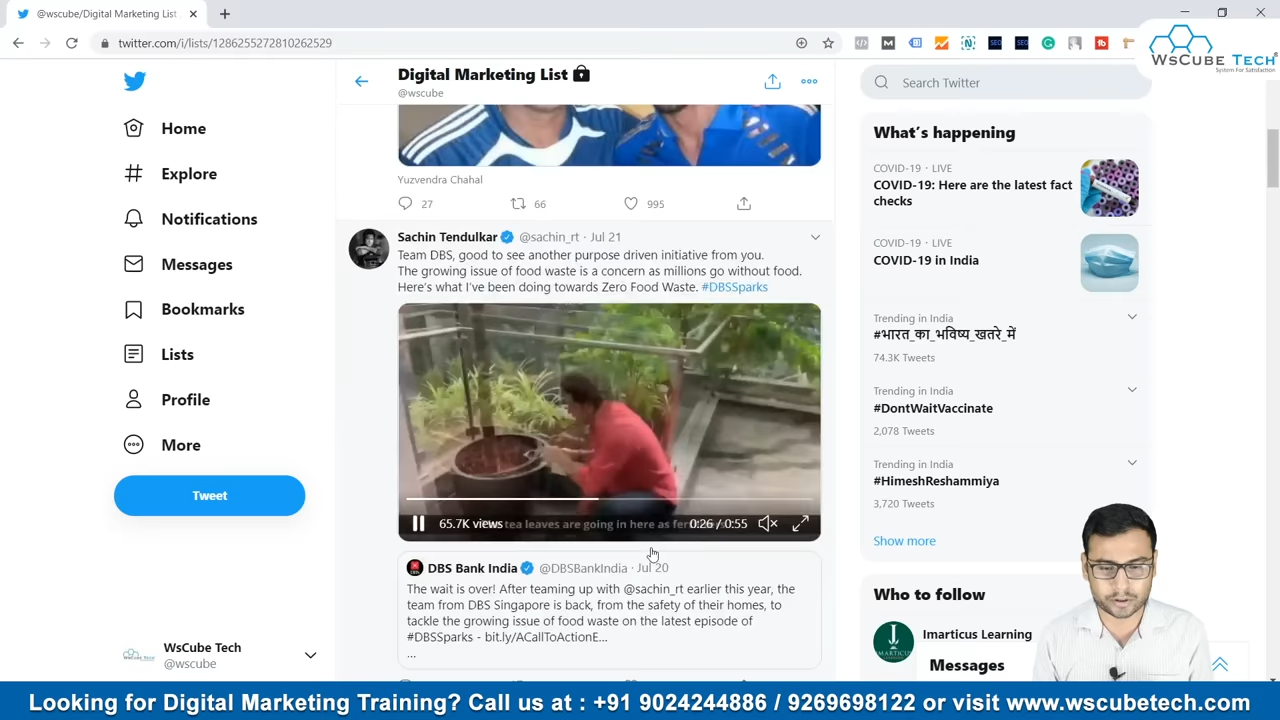 @wscube/Digital Marketing List
twitter.com/i/lists/1286255272810262529
WsCube Tech
System For Satisfaction
Digital Marketing List
@wscube
Search Twitter
Home
Explore
Notifications
Messages
Bookmarks
Lists
Profile
More
Tweet
WsCube Tech
@wscube
Yuzvendra Chahal
27 66 995
Sachin Tendulkar @sachin_rt · Jul 21
Team DBS, good to see another purpose driven initiative from you.
The growing issue of food waste is a concern as millions go without food.
Here's what I've been doing towards Zero Food Waste. #DBSSparks
65.7K views
tea leaves are going in here as
0:26 / 0:55
DBS Bank India @DBSBankIndia · Jul 20
The wait is over! After teaming up with @sachin_rt earlier this year, the
team from DBS Singapore is back, from the safety of their homes, to
tackle the growing issue of food waste on the latest episode of
#DBSSparks - bit.ly/ACallToActionE...
...
What's happening
COVID-19 · LIVE
COVID-19: Here are the latest fact
checks
COVID-19 · LIVE
COVID-19 in India
Trending in India
#भारत_का_भविष्य_खतरे_में
74.3K Tweets
Trending in India
#DontWaitVaccinate
2,078 Tweets
Trending in India
#HimeshReshammiya
3,720 Tweets
Show more
Who to follow
Imarticus Learning
Messages
Looking for Digital Marketing Training? Call us at : +91 9024244886 / 9269698122 or visit www.wscubetech.com